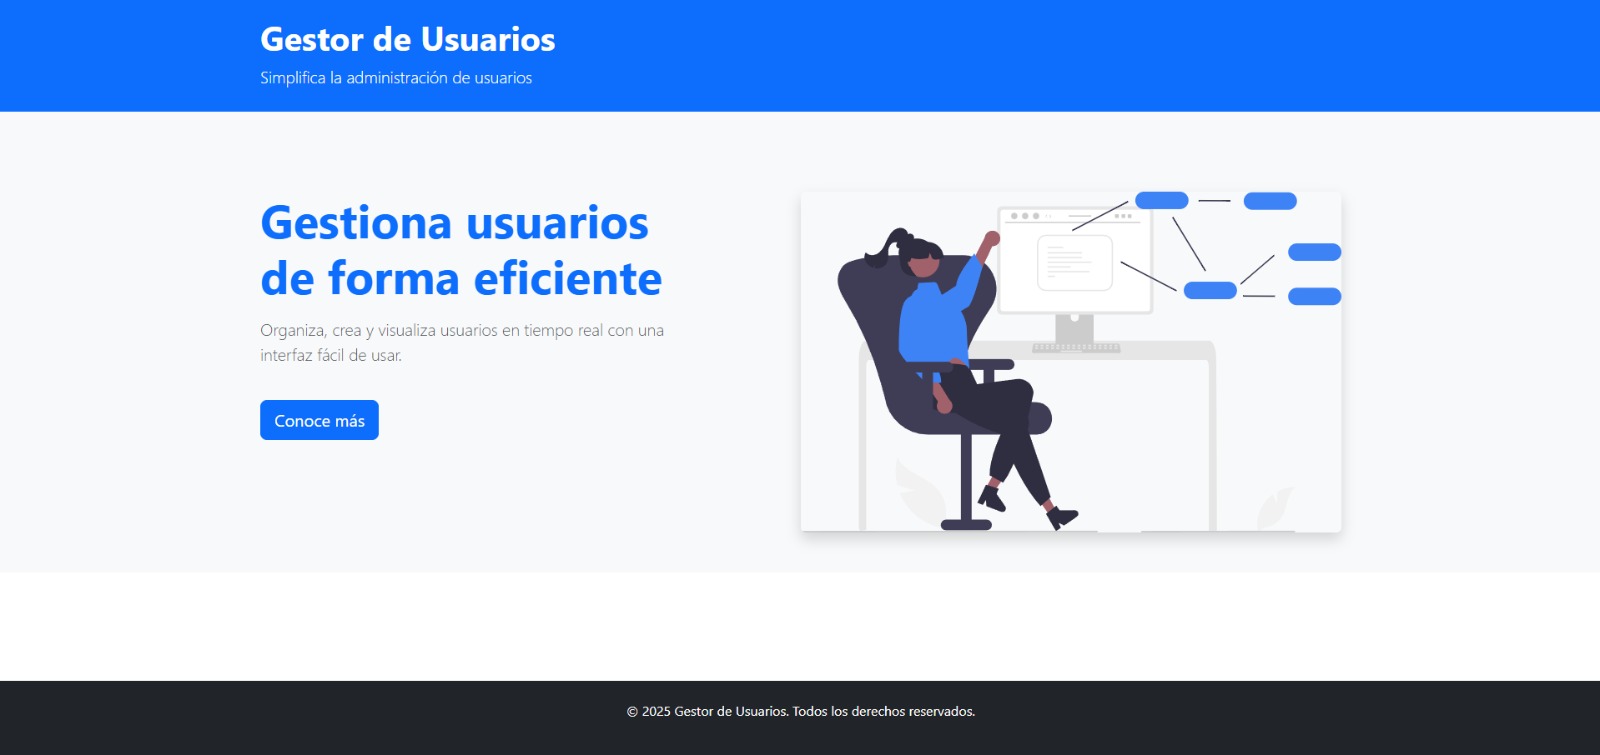 Gestor de Usuarios
Simplifica la administración de usuarios
Gestiona usuarios
de forma eficiente
Organiza, crea y visualiza usuarios en tiempo real con una
interfaz fácil de usar.
Conoce más
© 2025 Gestor de Usuarios. Todos los derechos reservados.